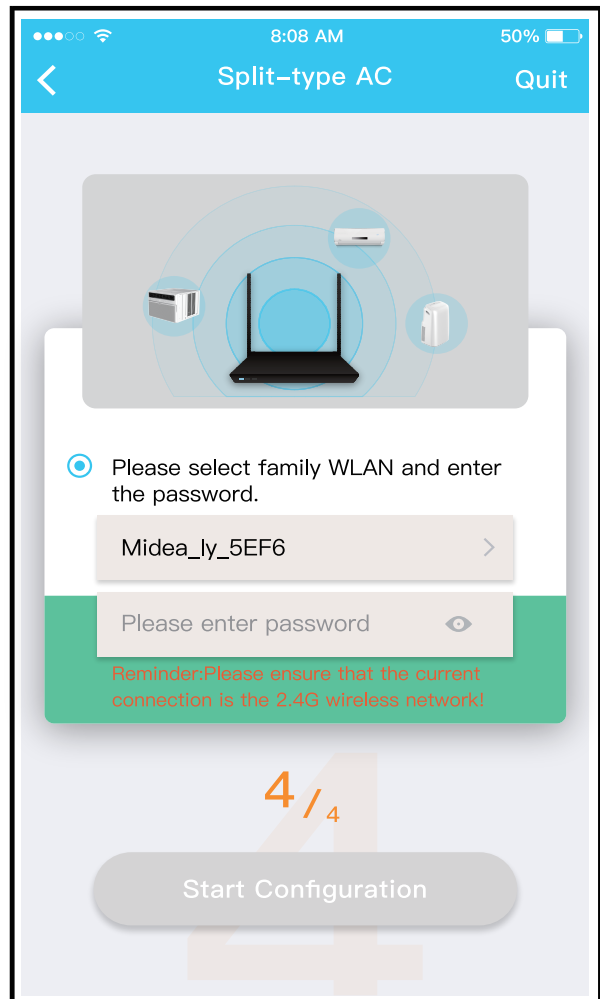 8:08 AM
50%
Split-type AC
Quit
Please select family WLAN and enter
the password.
Midea_ly_5EF6
Please enter password
Reminder:Please ensure that the current
connection is the 2.4G wireless network!
4/4
4
Start Configuration